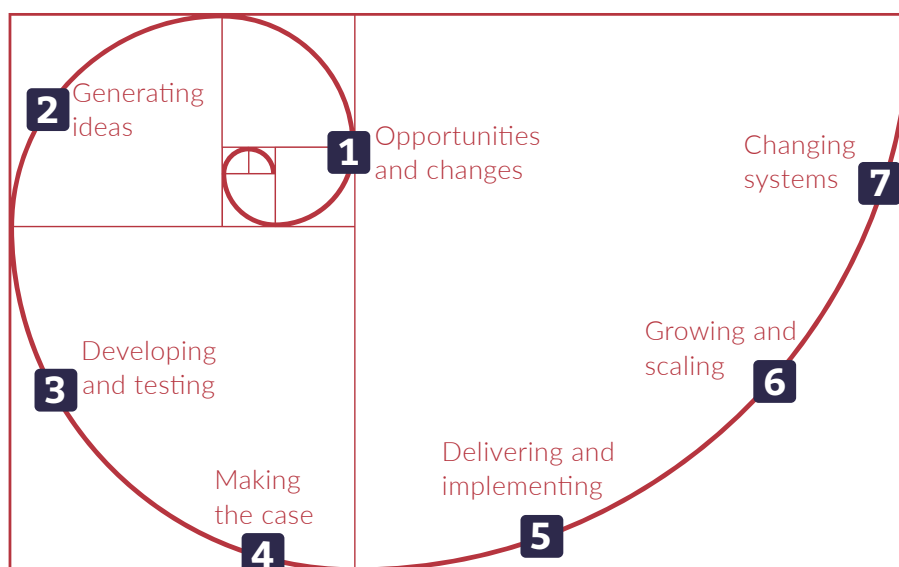 1
Opportunities
and changes
2
Generating
ideas
3
Developing
and testing
4
Making
the case
5
Delivering and
implementing
6
Growing and
scaling
7
Changing
systems